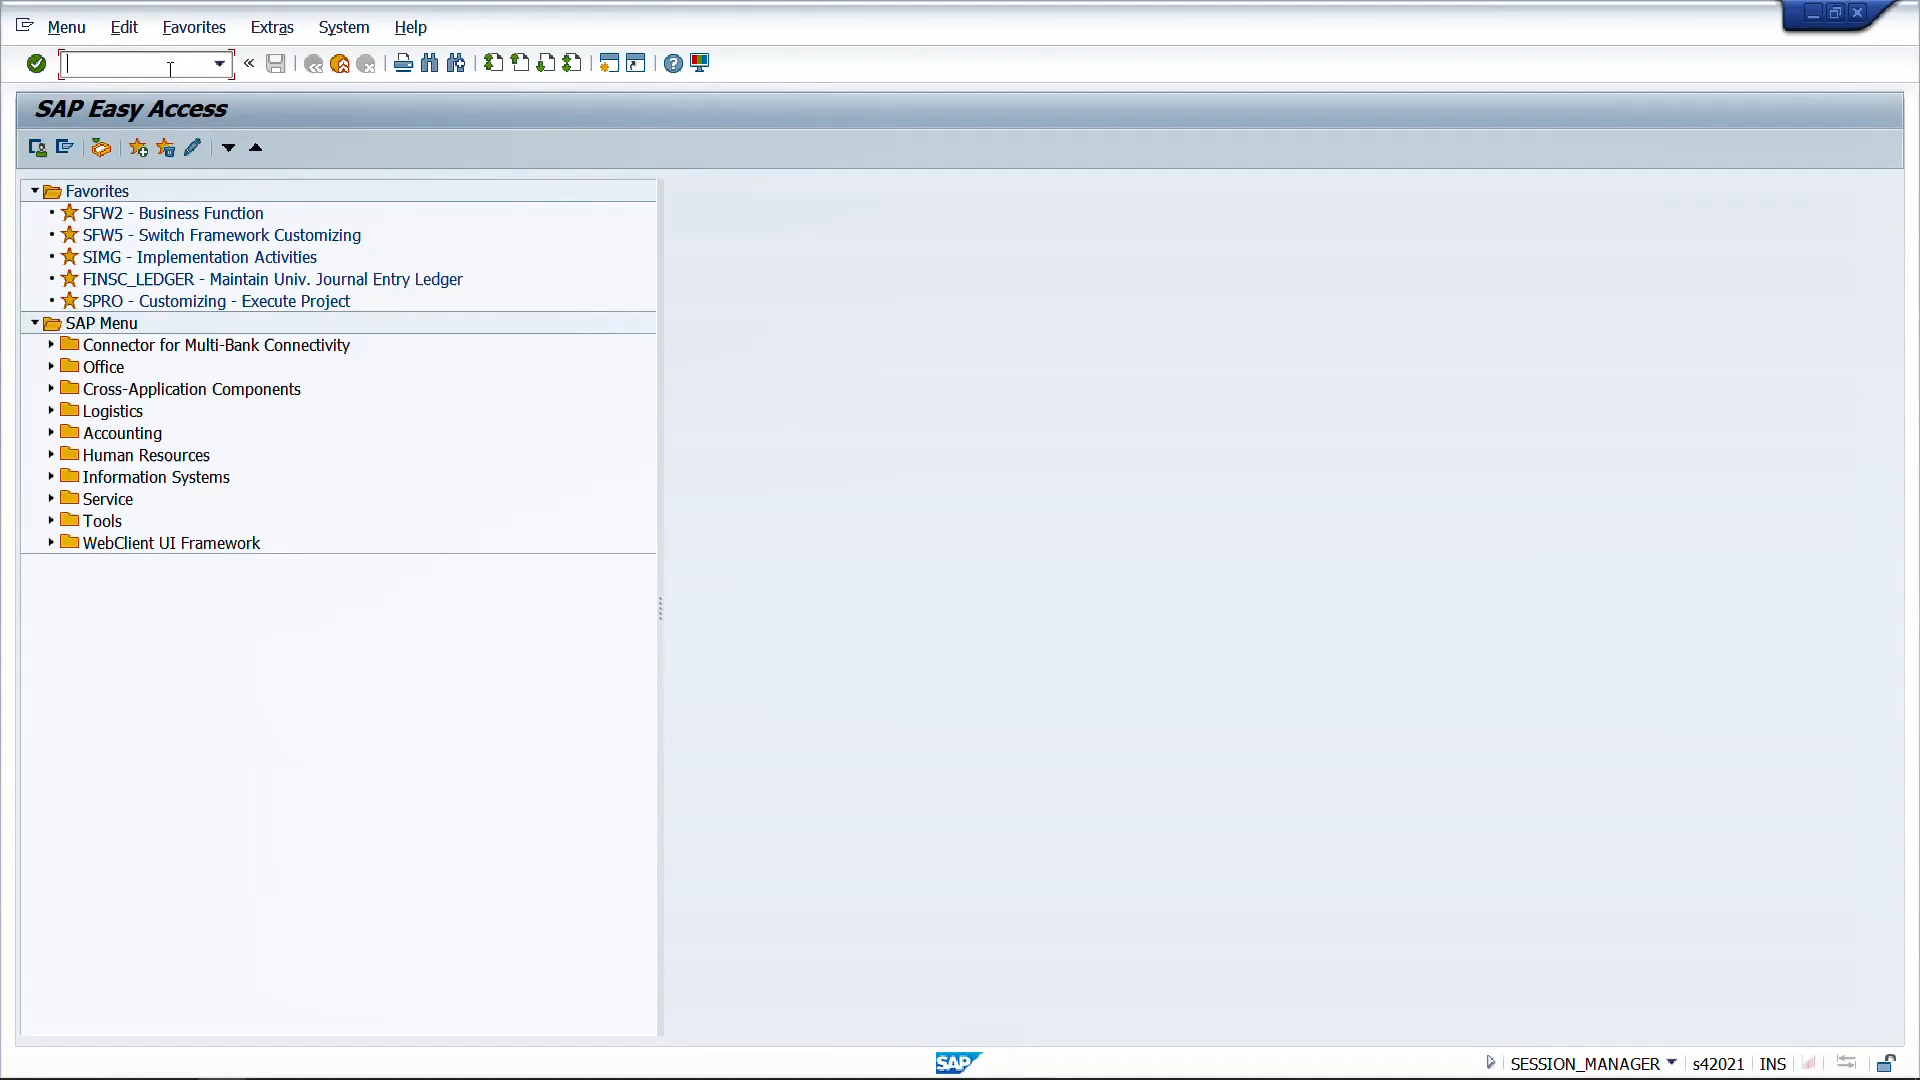 Menu Edit Favorites Extras System Help
SAP Easy Access
Favorites
SFW2 - Business Function
SFW5 - Switch Framework Customizing
SIMG - Implementation Activities
FINSC_LEDGER - Maintain Univ. Journal Entry Ledger
SPRO - Customizing - Execute Project
SAP Menu
Connector for Multi-Bank Connectivity
Office
Cross-Application Components
Logistics
Accounting
Human Resources
Information Systems
Service
Tools
WebClient UI Framework
SAP SESSION_MANAGER s42021 INS